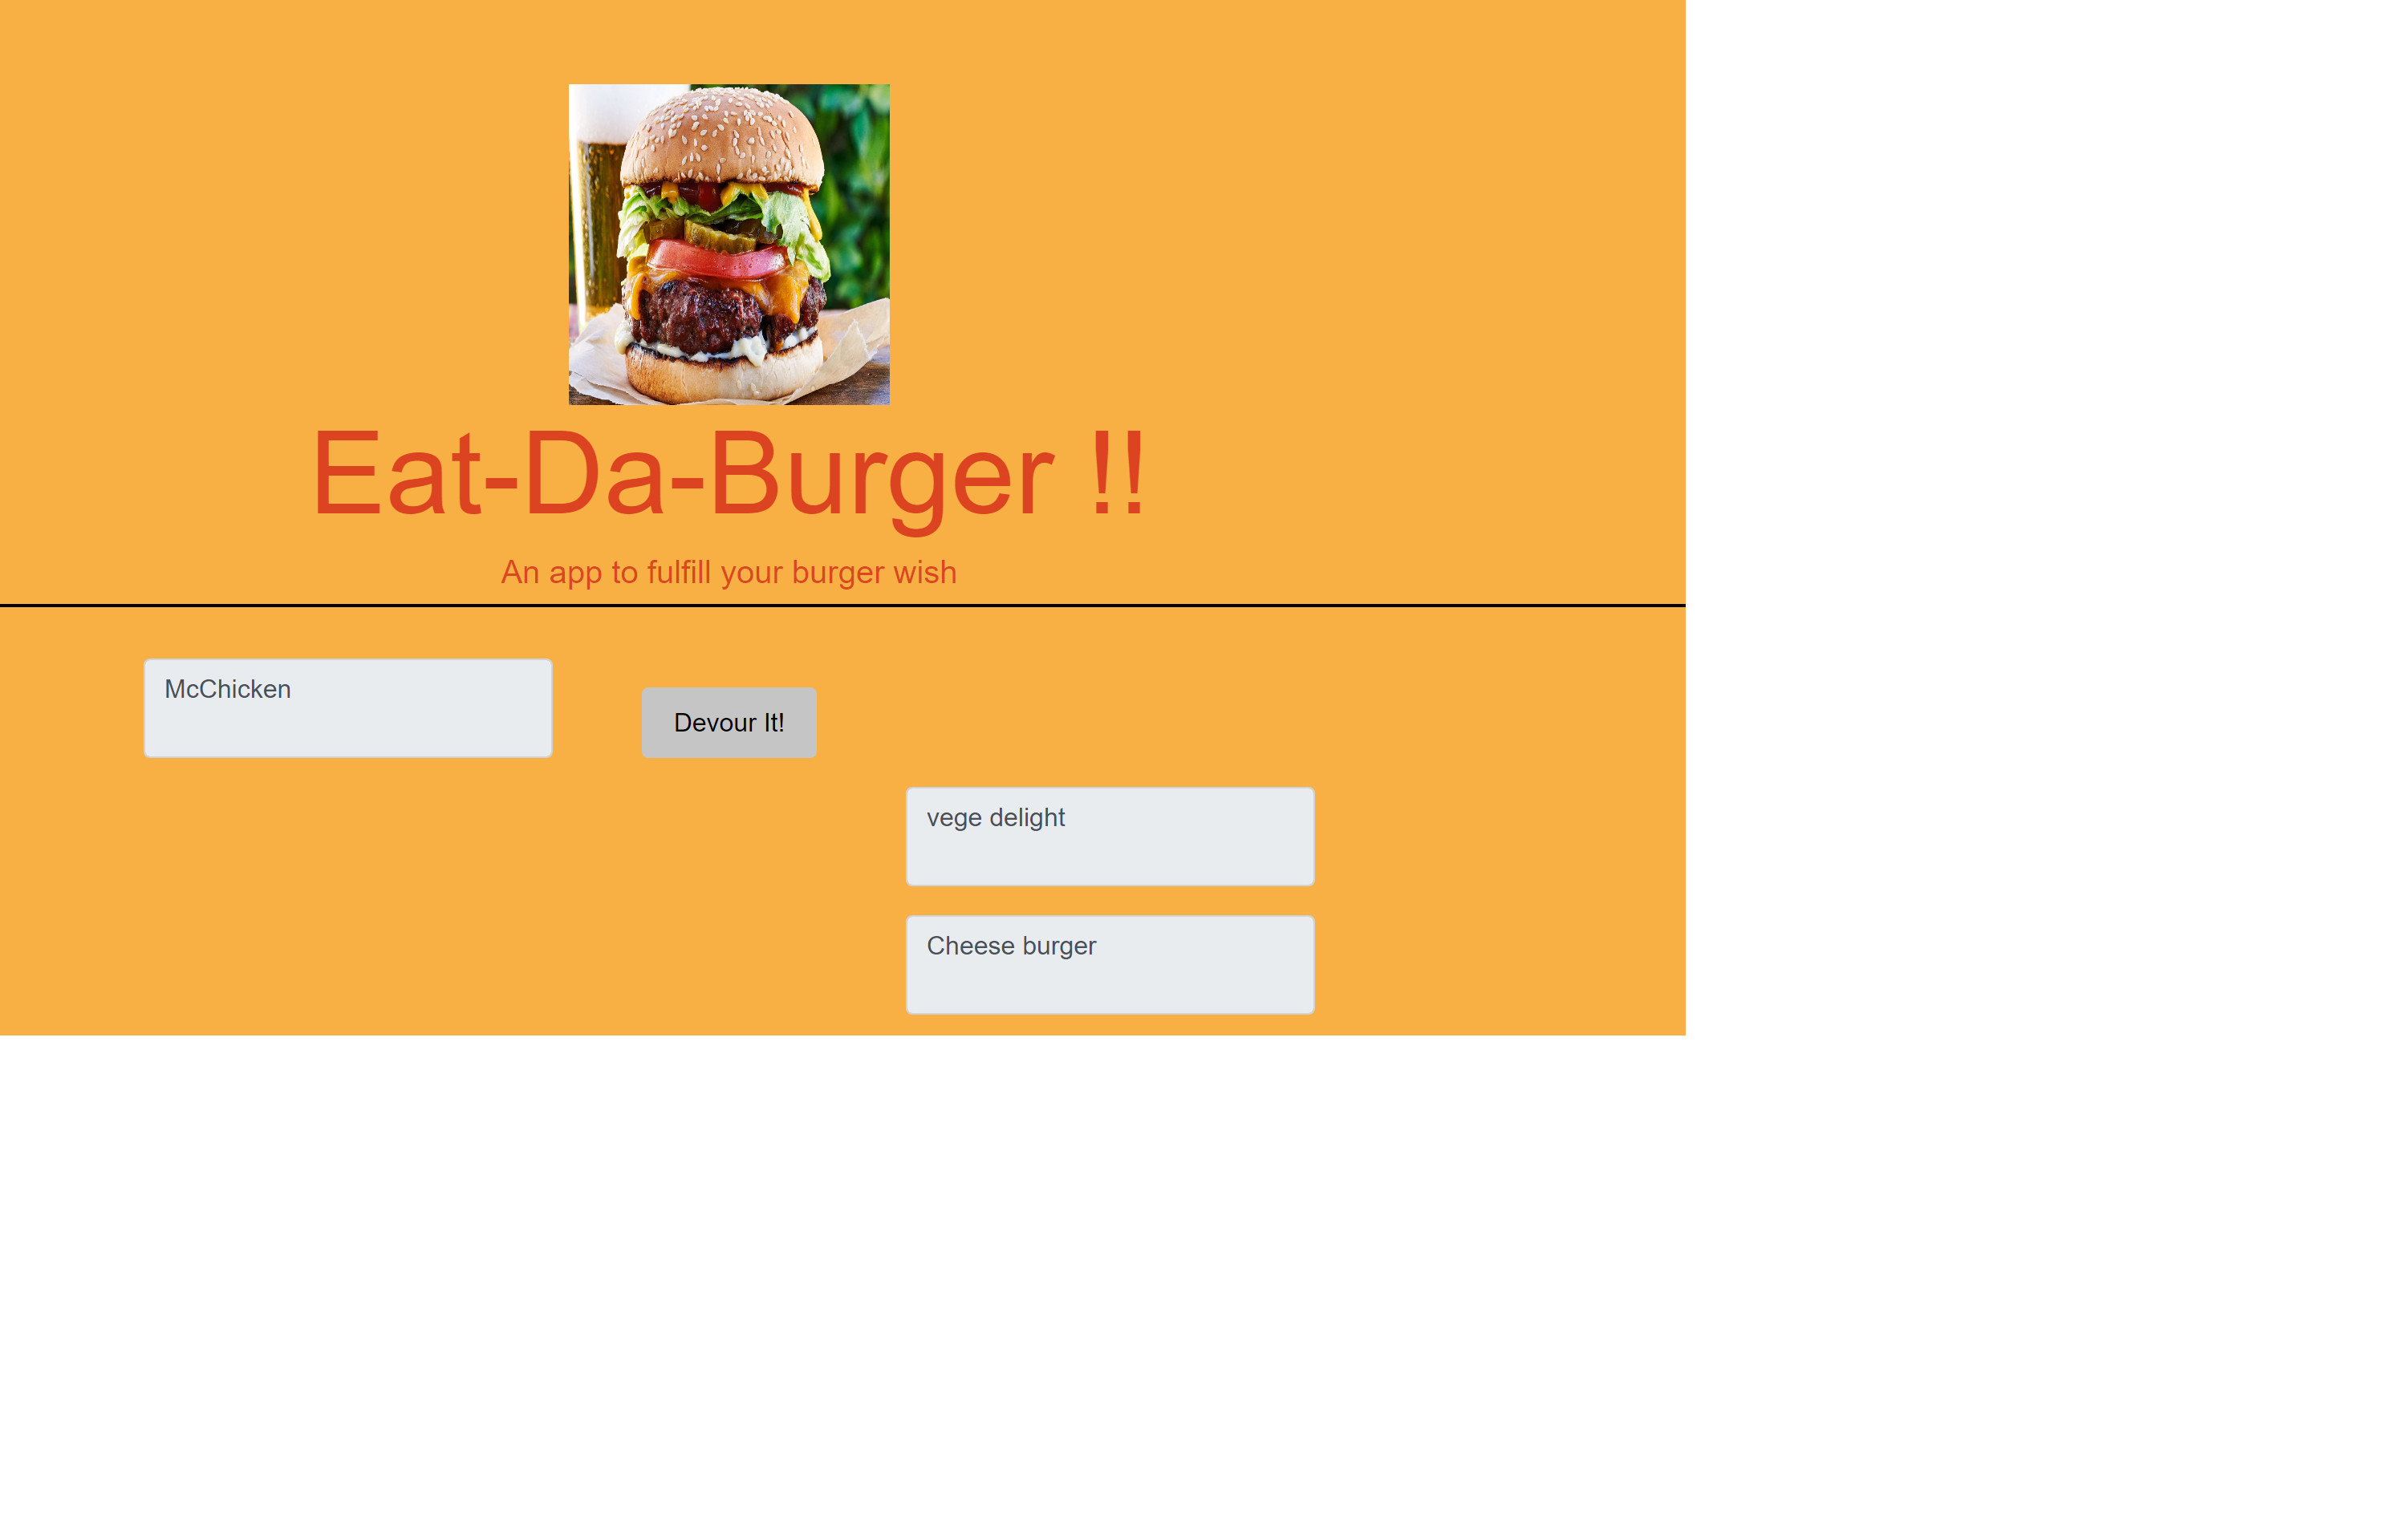 Eat-Da-Burger !!
An app to fulfill your burger wish
McChicken
Devour It!
vege delight
Cheese burger